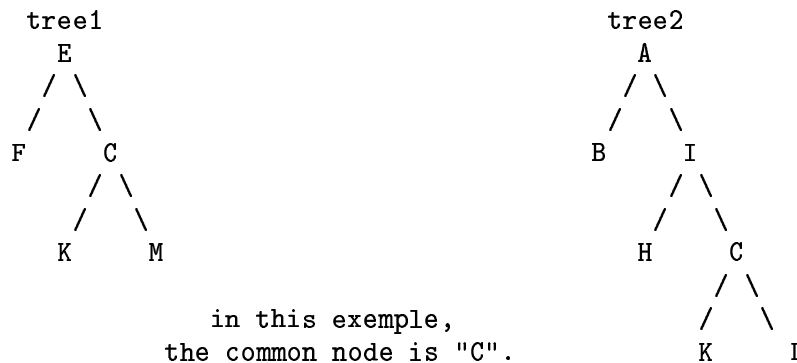 tree1 tree2
E A
F C B I
K M H C
in this exemple,
the common node is "C". K